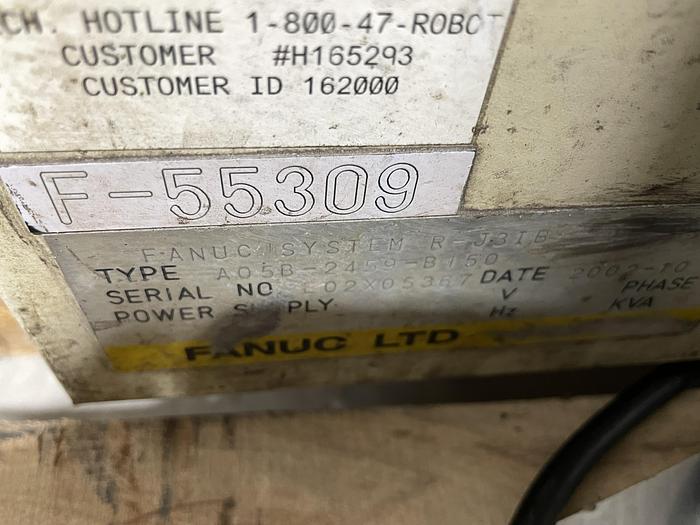 CH. HOTLINE 1-800-47-ROBOT
CUSTOMER #H165293
CUSTOMER ID 162000
F-55309
FANUC SYSTEM R-J3IB
TYPE A05B-2459-B150
SERIAL NO. E02X05367 DATE 2002-10
POWER SUPPLY V PHASE
Hz KVA
FANUC LTD